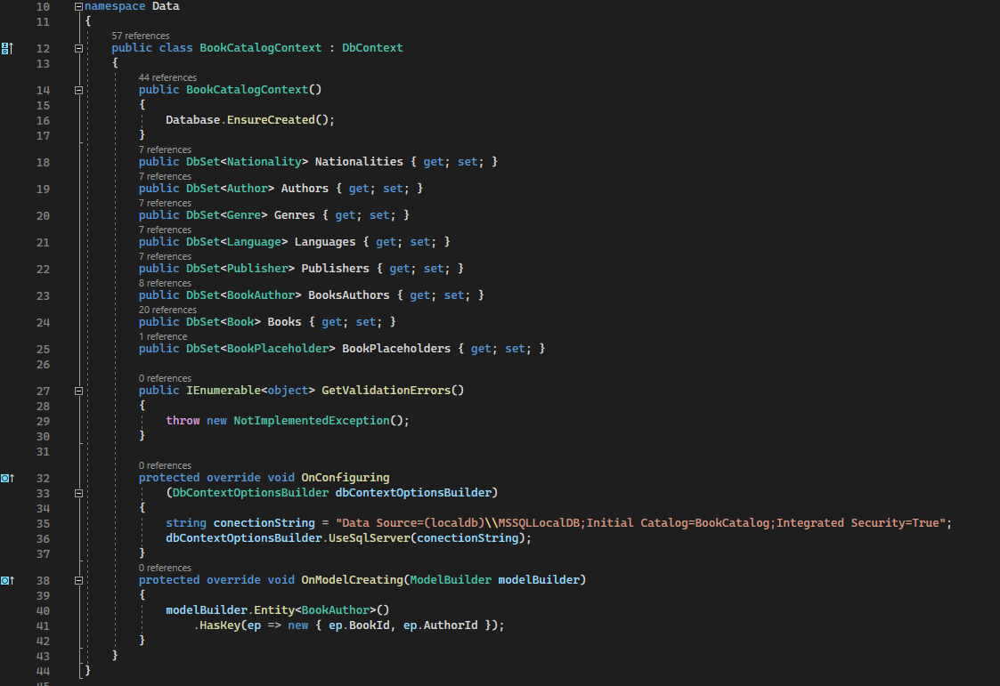 10 namespace Data
11 {
57 references
12 public class BookCatalogContext : DbContext
13 {
44 references
14 public BookCatalogContext()
15 {
16 Database.EnsureCreated();
17 }
7 references
18 public DbSet<Nationality> Nationalities { get; set; }
7 references
19 public DbSet<Author> Authors { get; set; }
7 references
20 public DbSet<Genre> Genres { get; set; }
7 references
21 public DbSet<Language> Languages { get; set; }
7 references
22 public DbSet<Publisher> Publishers { get; set; }
8 references
23 public DbSet<BookAuthor> BooksAuthors { get; set; }
20 references
24 public DbSet<Book> Books { get; set; }
1 reference
25 public DbSet<BookPlaceholder> BookPlaceholders { get; set; }
26
0 references
27 public IEnumerable<object> GetValidationErrors()
28 {
29 throw new NotImplementedException();
30 }
31
0 references
32 protected override void OnConfiguring
33 (DbContextOptionsBuilder dbContextOptionsBuilder)
34 {
35 string conectionString = "Data Source=(localdb)\\MSSQLLocalDB;Initial Catalog=BookCatalog;Integrated Security=True";
36 dbContextOptionsBuilder.UseSqlServer(conectionString);
37 }
0 references
38 protected override void OnModelCreating(ModelBuilder modelBuilder)
39 {
40 modelBuilder.Entity<BookAuthor>()
41 .HasKey(ep => new { ep.BookId, ep.AuthorId });
42 }
43 }
44 }
45